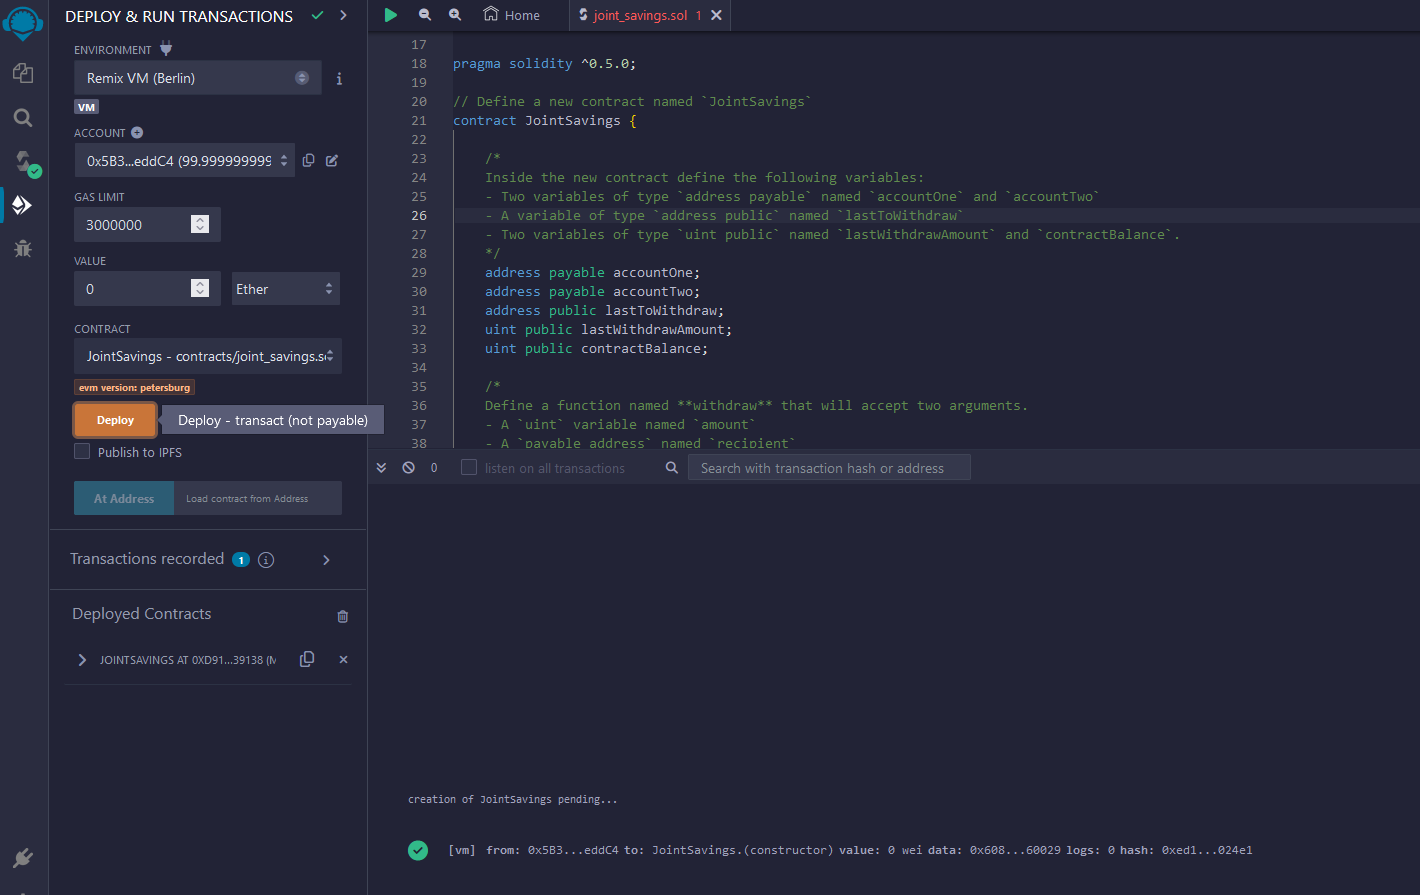 DEPLOY & RUN TRANSACTIONS
ENVIRONMENT
Remix VM (Berlin)
VM
ACCOUNT
0x5B3...eddC4 (99.9999999999
GAS LIMIT
3000000
VALUE
0
Ether
CONTRACT
JointSavings - contracts/joint_savings.s
evm version: petersburg
Deploy
Deploy - transact (not payable)
Publish to IPFS
At Address
Load contract from Address
Transactions recorded 1
Deployed Contracts
JOINTSAVINGS AT 0XD91...39138 (M
Home
joint_savings.sol 1
17
18 pragma solidity ^0.5.0;
19
20 // Define a new contract named `JointSavings`
21 contract JointSavings {
22
23 /*
24 Inside the new contract define the following variables:
25 - Two variables of type `address payable` named `accountOne` and `accountTwo`
26 - A variable of type `address public` named `lastToWithdraw`
27 - Two variables of type `uint public` named `lastWithdrawAmount` and `contractBalance`.
28 */
29 address payable accountOne;
30 address payable accountTwo;
31 address public lastToWithdraw;
32 uint public lastWithdrawAmount;
33 uint public contractBalance;
34
35 /*
36 Define a function named **withdraw** that will accept two arguments.
37 - A `uint` variable named `amount`
38 - A `payable address` named `recipient`
0
listen on all transactions
Search with transaction hash or address
creation of JointSavings pending...
[vm] from: 0x5B3...eddC4 to: JointSavings.(constructor) value: 0 wei data: 0x608...60029 logs: 0 hash: 0xed1...024e1